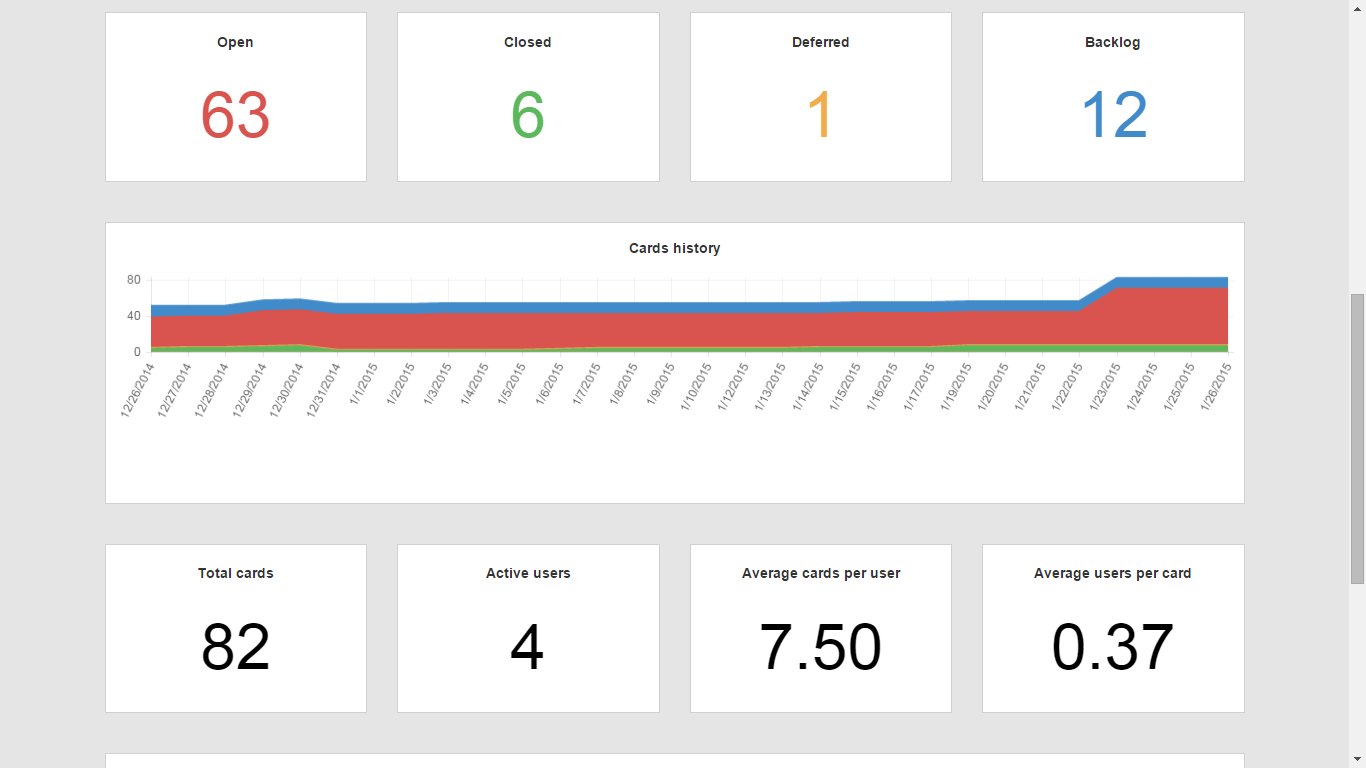 Open Closed Deferred Backlog
63 6 1 12
Cards history
80
40
0
12/26/2014 12/27/2014 12/28/2014 12/29/2014 12/30/2014 12/31/2014 1/1/2015 1/2/2015 1/3/2015 1/4/2015 1/5/2015 1/6/2015 1/7/2015 1/8/2015 1/9/2015 1/10/2015 1/12/2015 1/13/2015 1/14/2015 1/15/2015 1/16/2015 1/17/2015 1/19/2015 1/20/2015 1/21/2015 1/22/2015 1/23/2015 1/24/2015 1/25/2015 1/26/2015
Total cards Active users Average cards per user Average users per card
82 4 7.50 0.37